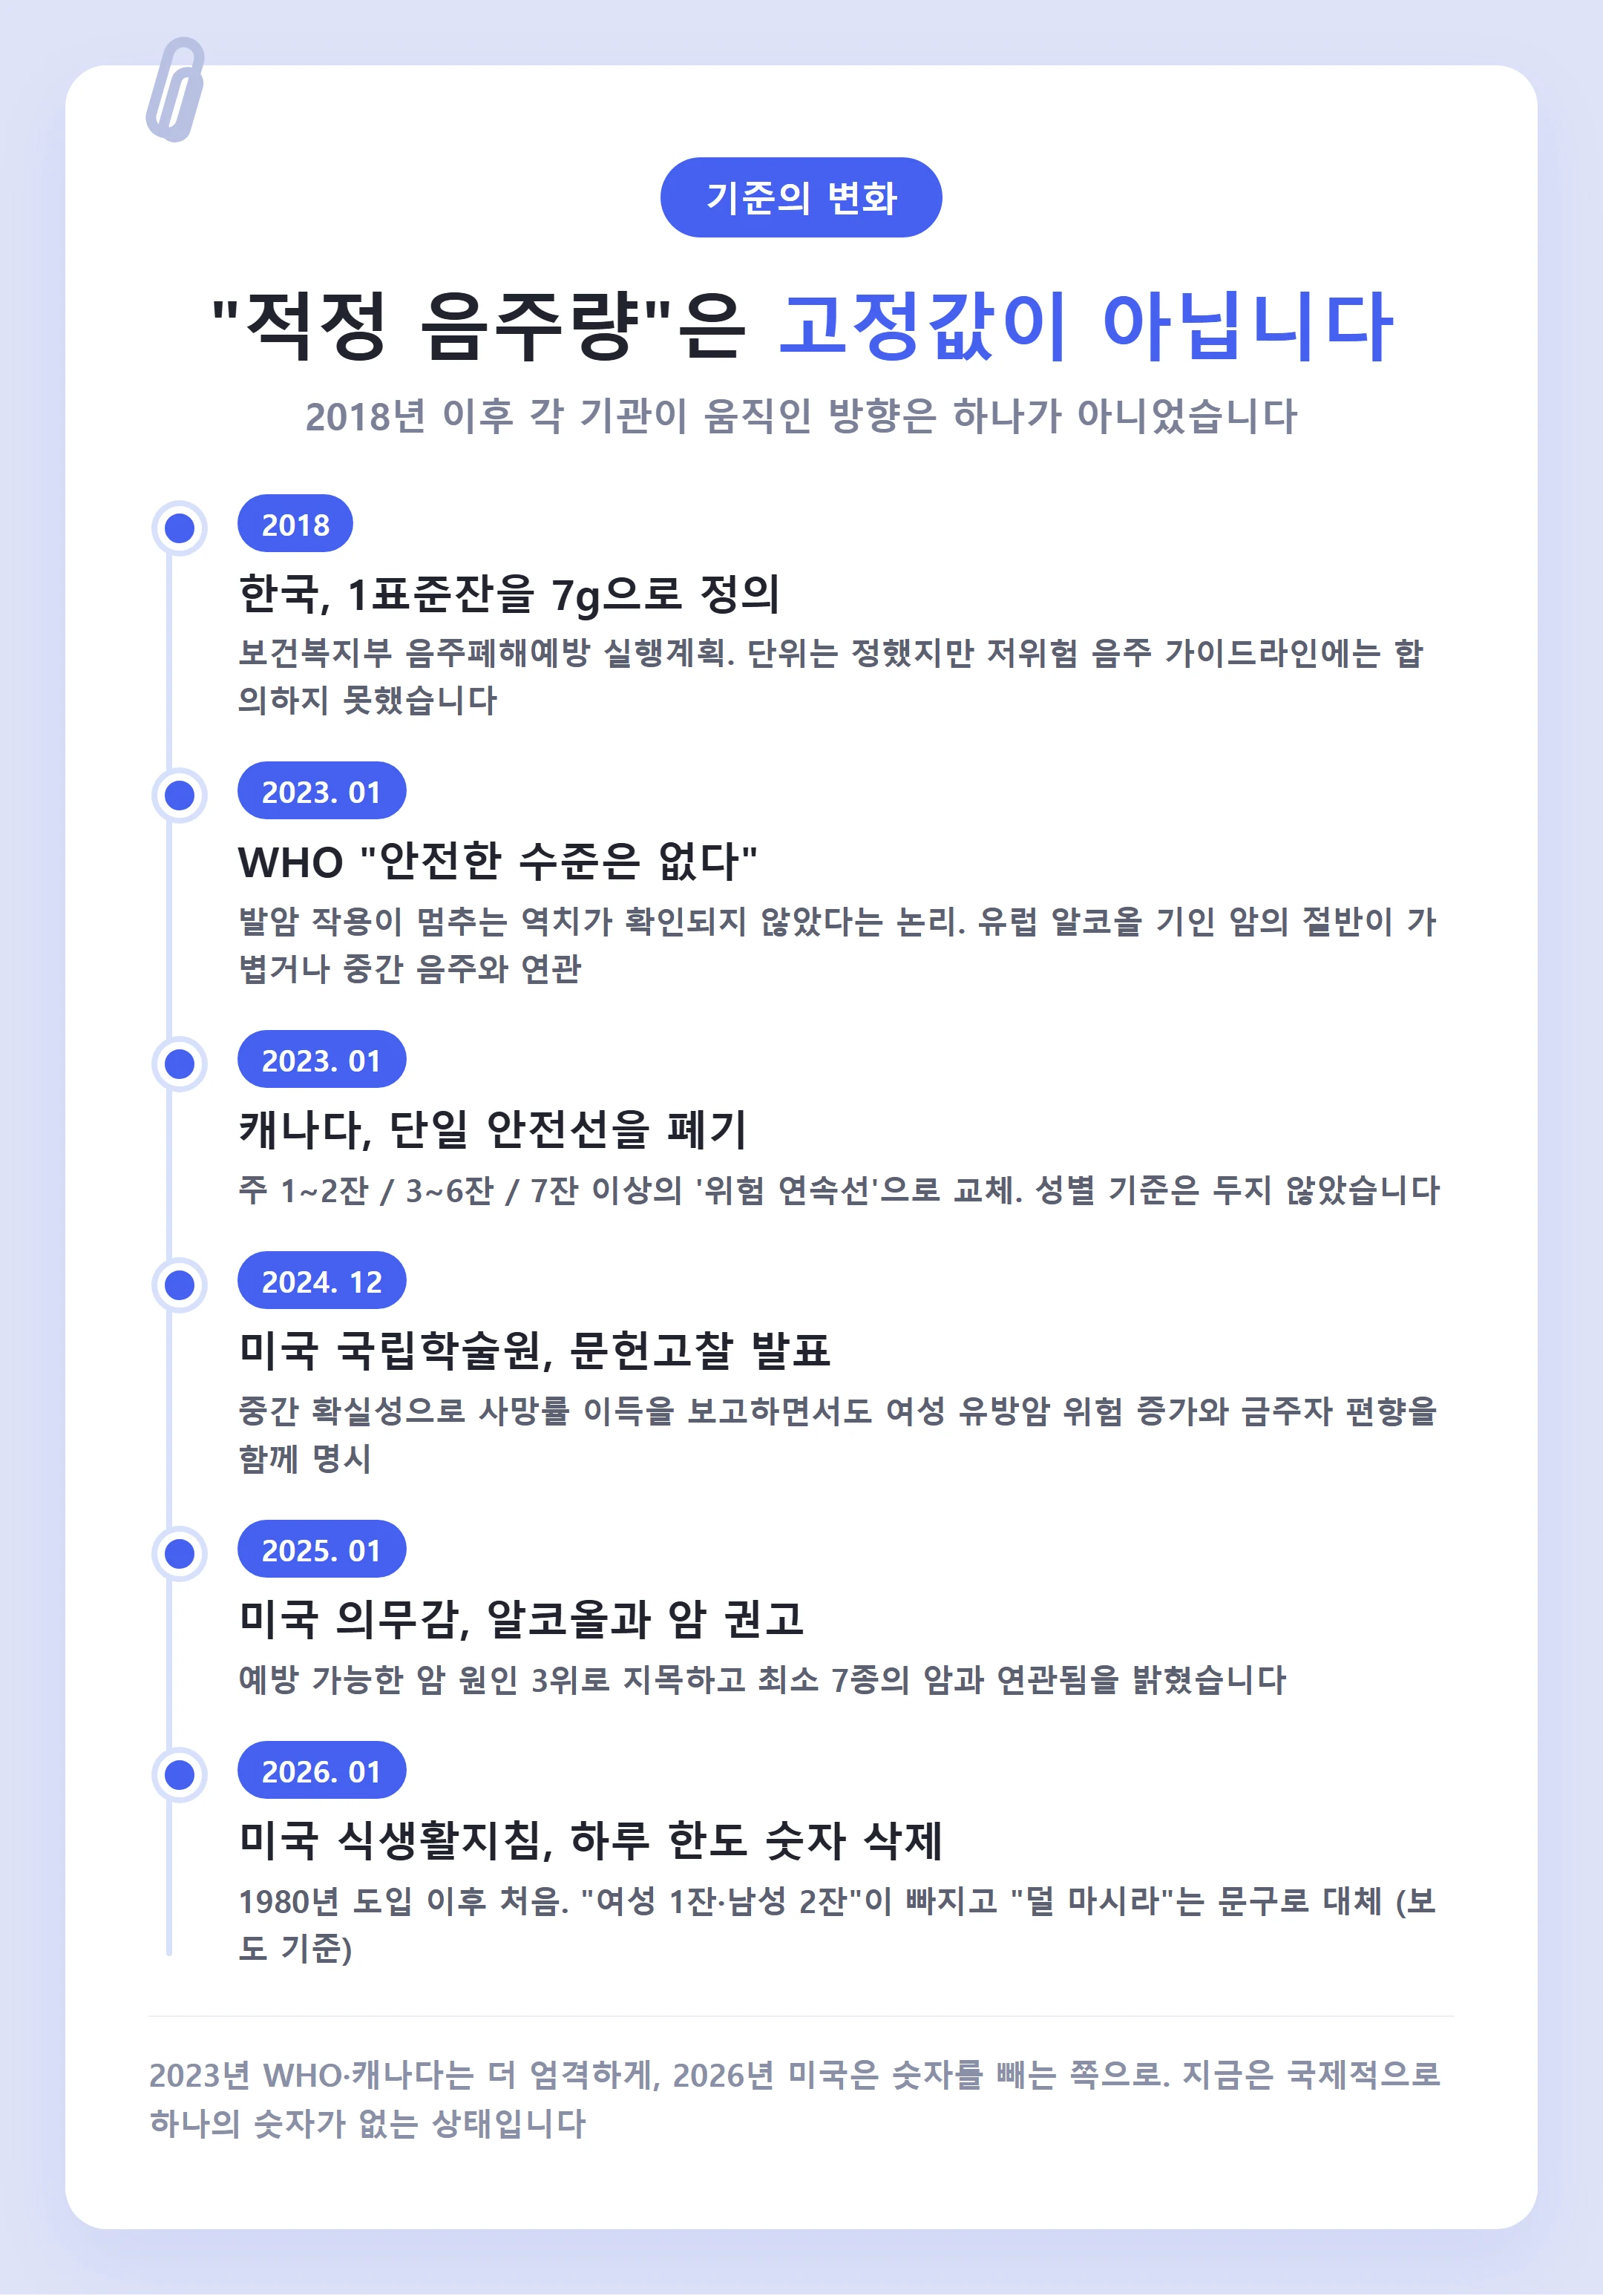 기준의 변화
"적정 음주량"은 고정값이 아닙니다
2018년 이후 각 기관이 움직인 방향은 하나가 아니었습니다
2018
한국, 1표준잔을 7g으로 정의
보건복지부 음주폐해예방 실행계획. 단위는 정했지만 저위험 음주 가이드라인에는 합
의하지 못했습니다
2023. 01
WHO "안전한 수준은 없다"
발암 작용이 멈추는 역치가 확인되지 않았다는 논리. 유럽 알코올 기인 암의 절반이 가
볍거나 중간 음주와 연관
2023. 01
캐나다, 단일 안전선을 폐기
주 1~2잔 / 3~6잔 / 7잔 이상의 '위험 연속선'으로 교체. 성별 기준은 두지 않았습니다
2024. 12
미국 국립학술원, 문헌고찰 발표
중간 확실성으로 사망률 이득을 보고하면서도 여성 유방암 위험 증가와 금주자 편향을
함께 명시
2025. 01
미국 의무감, 알코올과 암 권고
예방 가능한 암 원인 3위로 지목하고 최소 7종의 암과 연관됨을 밝혔습니다
2026. 01
미국 식생활지침, 하루 한도 숫자 삭제
1980년 도입 이후 처음. "여성 1잔·남성 2잔"이 빠지고 "덜 마시라"는 문구로 대체 (보
도 기준)
2023년 WHO·캐나다는 더 엄격하게, 2026년 미국은 숫자를 빼는 쪽으로. 지금은 국제적으로
하나의 숫자가 없는 상태입니다